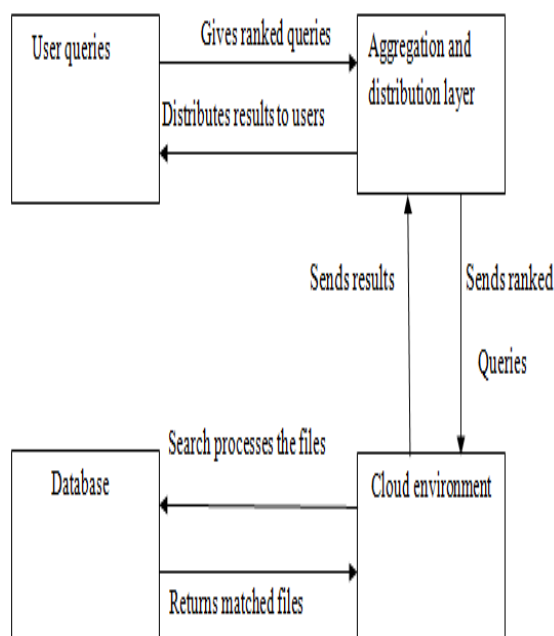 User queries
Gives ranked queries
Aggregation and
distribution layer
Distributes results to users
Sends results
Sends ranked
Queries
Search processes the files
Database
Cloud environment
Returns matched files